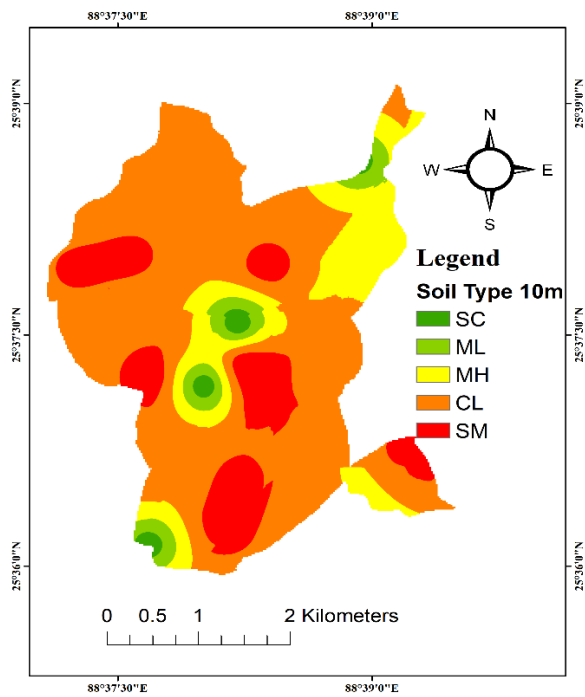 88°37'30"E 88°39'0"E
25°39'0"N 25°39'0"N
N
W E
S
Legend
Soil Type 10m
SC
ML
MH
CL
SM
25°37'30"N 25°37'30"N
25°36'0"N 25°36'0"N
0 0.5 1 2 Kilometers
88°37'30"E 88°39'0"E